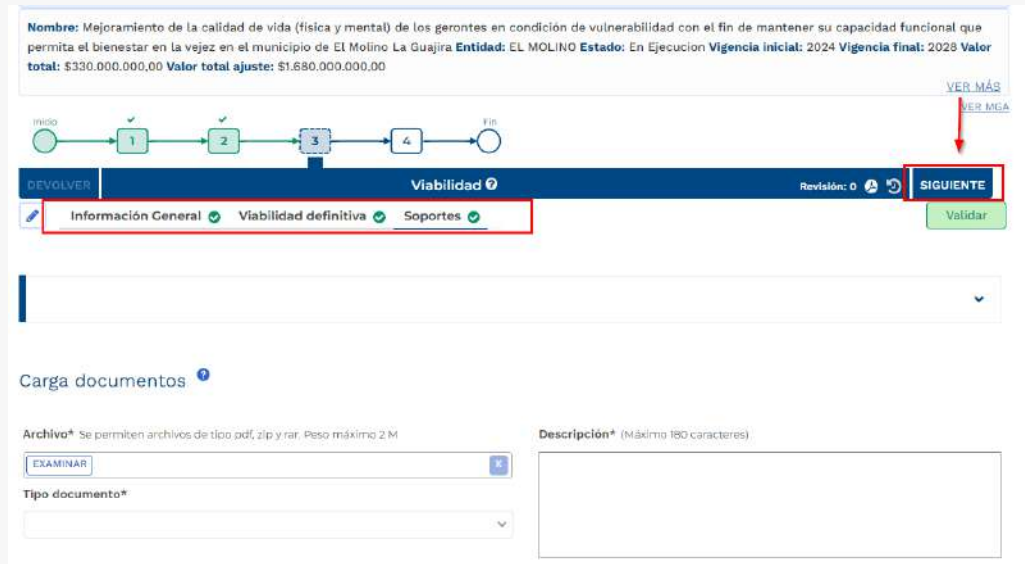 Nombre: Mejoramiento de la calidad de vida (física y mental) de los gerontes en condición de vulnerabilidad con el fin de mantener su capacidad funcional que
permita el bienestar en la vejez en el municipio de El Molino La Guajira Entidad: EL MOLINO Estado: En Ejecucion Vigencia inicial: 2024 Vigencia final: 2028 Valor
total: $330.000.000,00 Valor total ajuste: $1.680.000.000,00
VER MÁS
VER MGA
Inicio
1
2
3
4
Fin
DEVOLVER
Viabilidad
Revisión: 0
SIGUIENTE
Información General
Viabilidad definitiva
Soportes
Validar
Carga documentos
Archivo* Se permiten archivos de tipo pdf, zip y rar. Peso máximo 2 M
EXAMINAR
X
Tipo documento*
Descripción* (Máximo 180 caracteres)